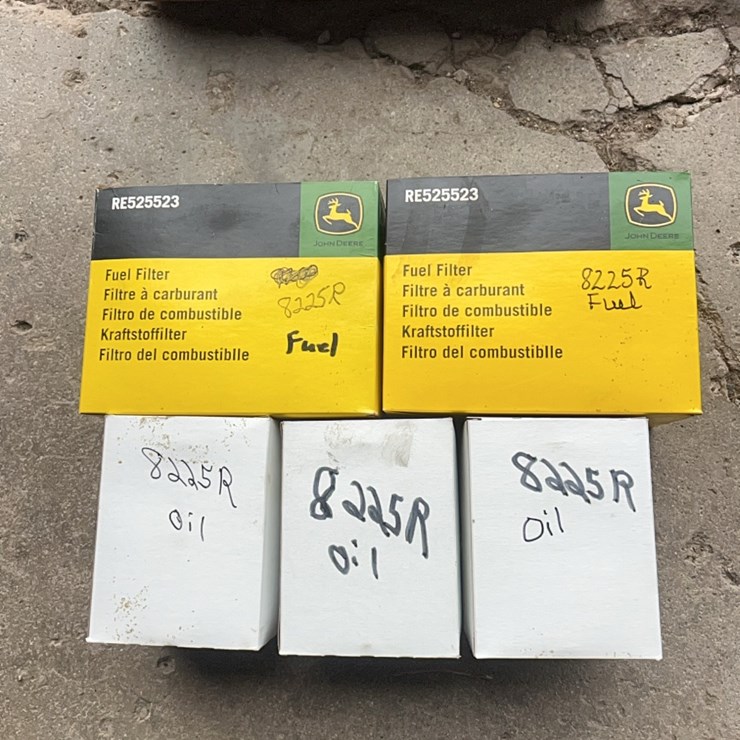 RE525523
JOHN DEERE
Fuel Filter
Filtre à carburant
Filtro de combustible
Kraftstoffilter
Filtro del combustiblle
8225R
Fuel
RE525523
JOHN DEERE
Fuel Filter
Filtre à carburant
Filtro de combustible
Kraftstoffilter
Filtro del combustiblle
8225R
Fuel
8225R
Oil
8225R
Oil
8225R
Oil